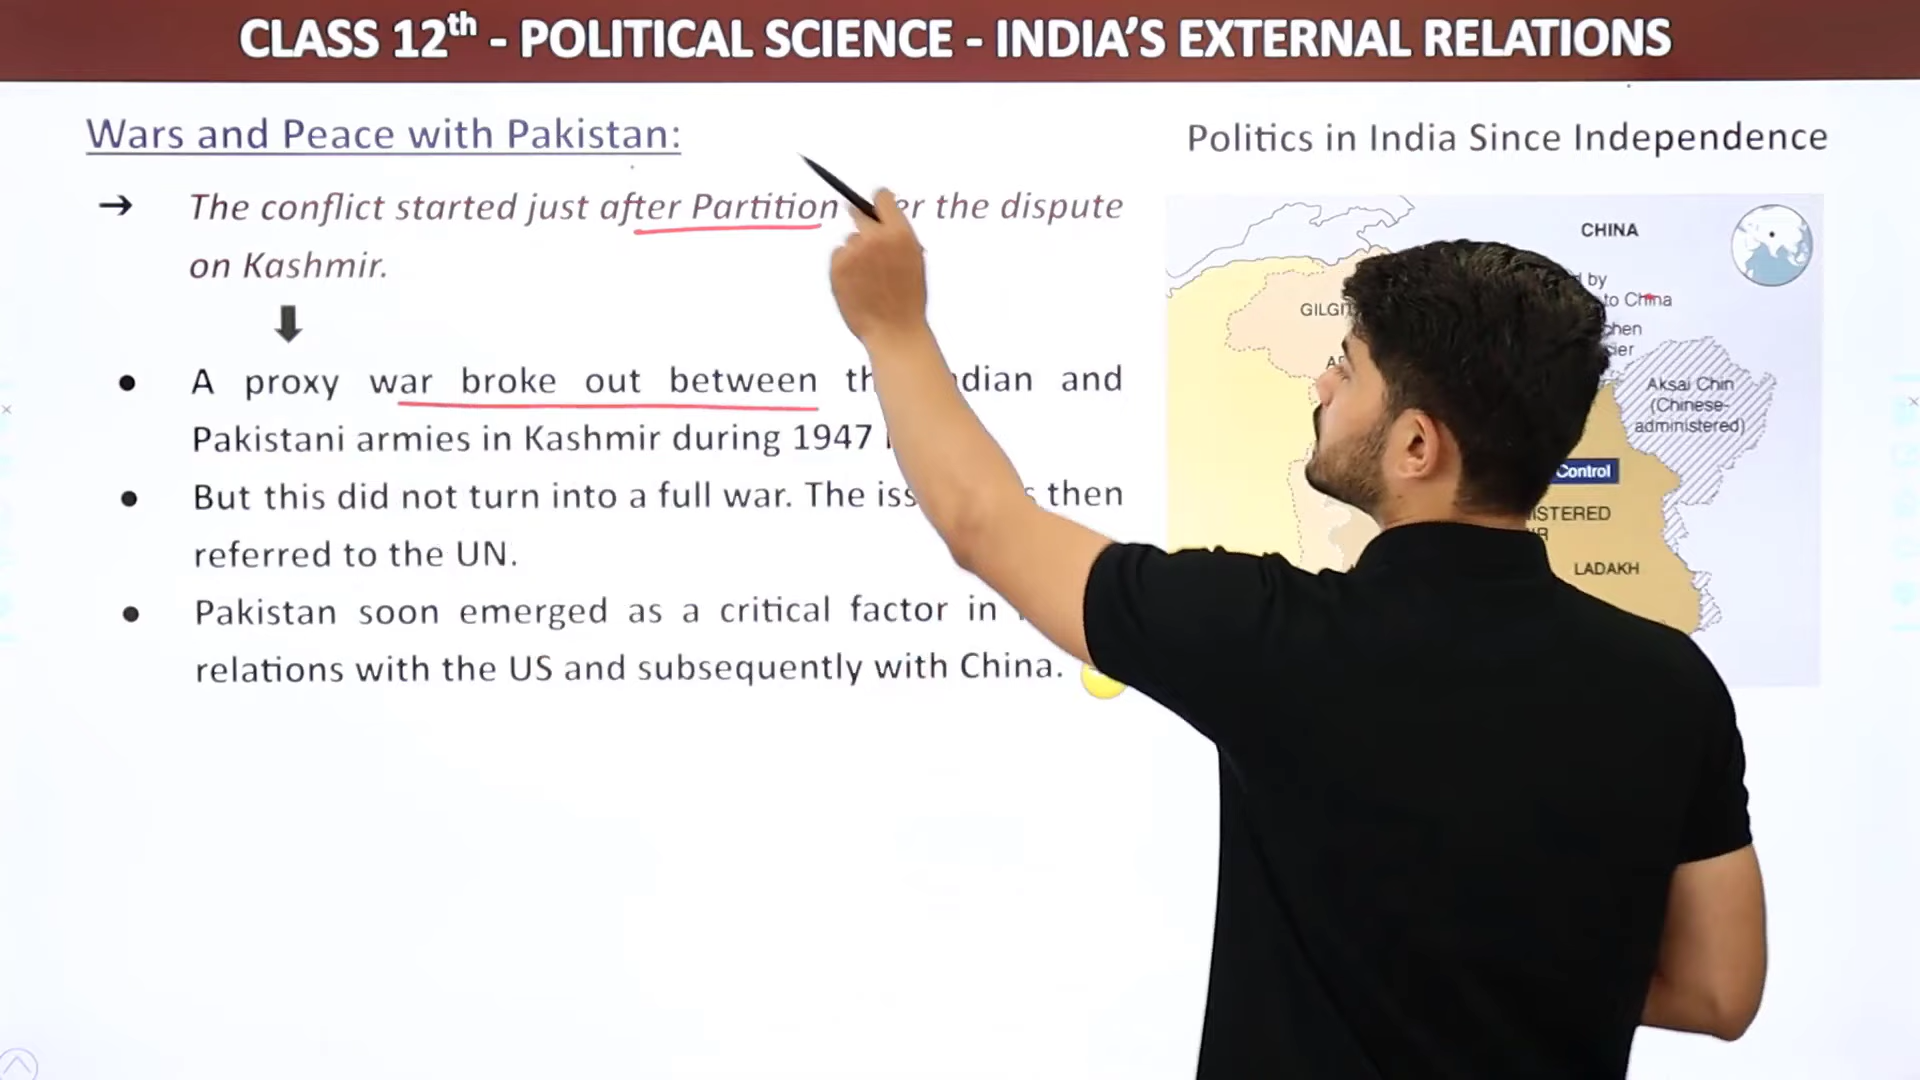 CLASS 12th - POLITICAL SCIENCE - INDIA'S EXTERNAL RELATIONS
Wars and Peace with Pakistan:
Politics in India Since Independence
➔ The conflict started just after Partition the dispute
on Kashmir.
● A proxy war broke out between and
Pakistani armies in Kashmir during 1947
● But this did not turn into a full war. The then
referred to the UN.
● Pakistan soon emerged as a critical factor in
relations with the US and subsequently with China.
CHINA
by
to China
Aksai Chin
(Chinese-
administered)
Control
LADAKH